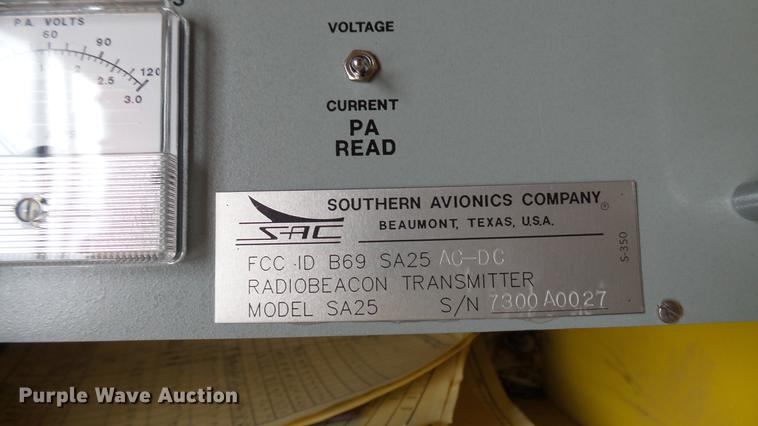 P.A. VOLTS
60
90
120
1
2
2.5
3.0
VOLTAGE
CURRENT
PA
READ
SOUTHERN AVIONICS COMPANY®
BEAUMONT, TEXAS, U.S.A.
SAC
FCC ID B69 SA25 AC-DC
RADIOBEACON TRANSMITTER
MODEL SA25 S/N 7300A0027
S-350
Purple Wave Auction